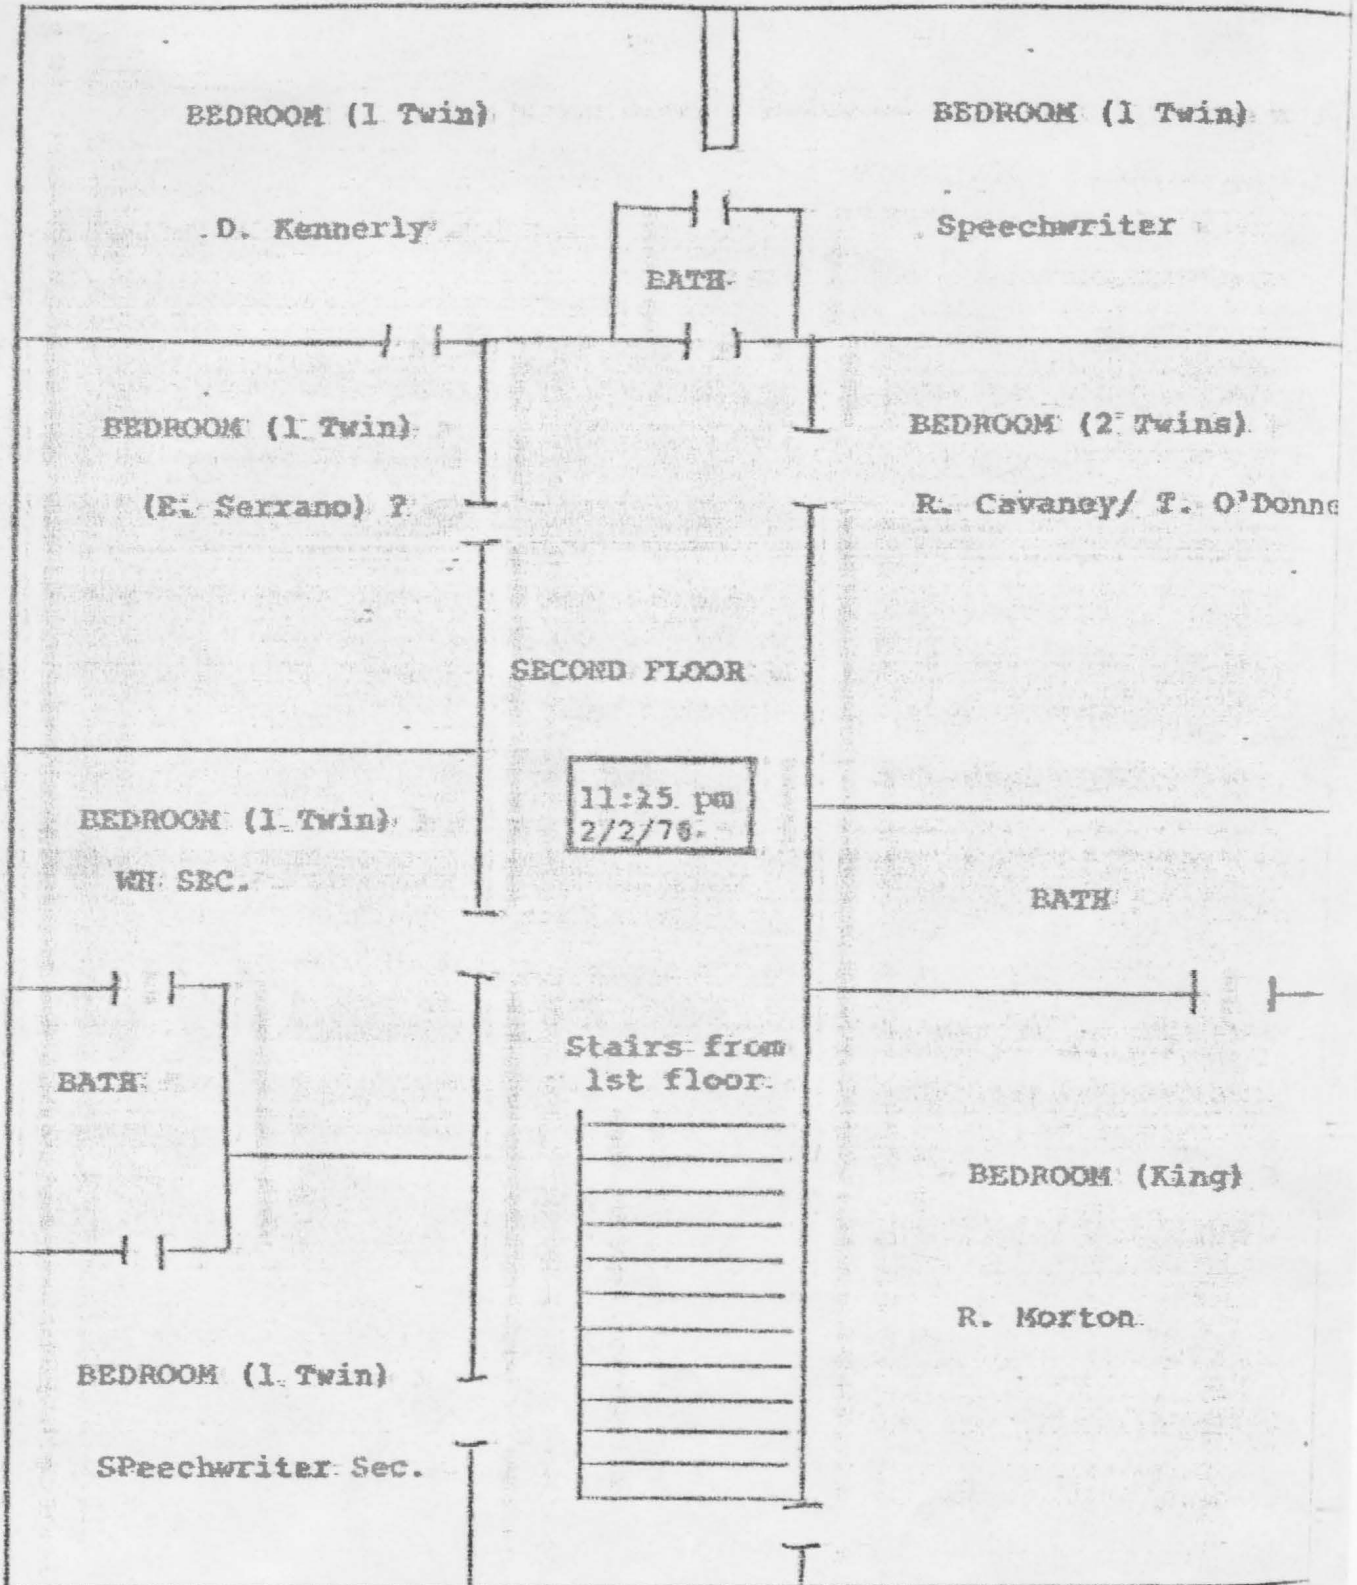 BEDROOM (1 Twin)
D. Kennerly
BEDROOM (1 Twin)
Speechwriter
BATH
BEDROOM (1 Twin)
(E. Serrano) ?
BEDROOM (2 Twins)
R. Cavaney/ T. O'Donne
SECOND FLOOR
11:15 pm
2/2/76
BEDROOM (1 Twin)
WH SEC.
BATH
BATH
Stairs from
1st floor
BEDROOM (King)
R. Morton
BEDROOM (1 Twin)
SPeechwriter Sec.